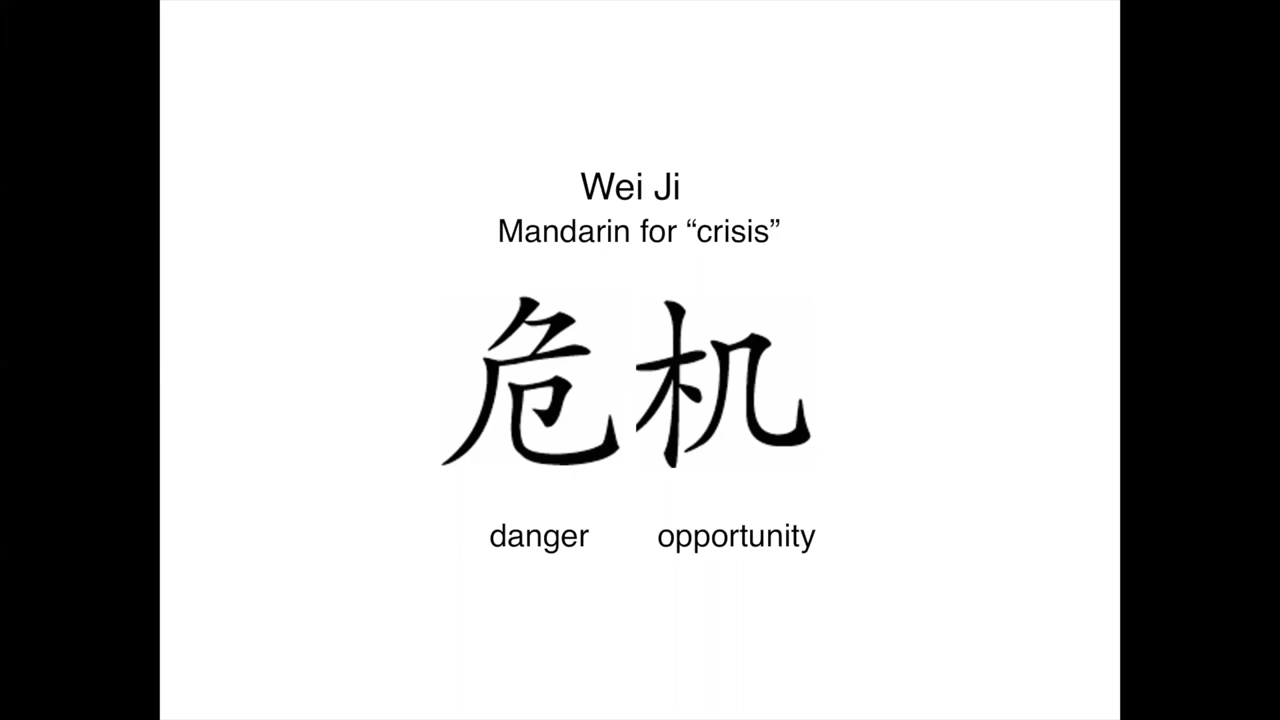 Wei Ji
Mandarin for “crisis”
危机
danger opportunity